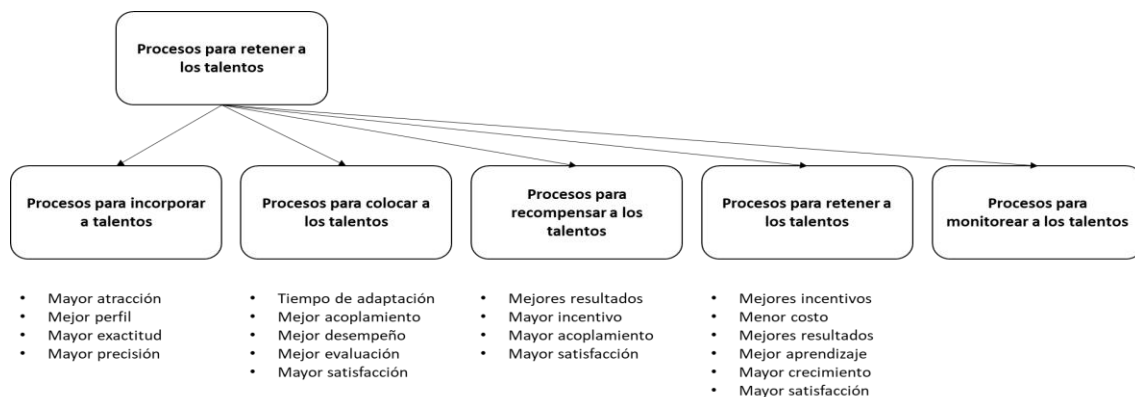 Procesos para retener a
los talentos
Procesos para incorporar
a talentos
Procesos para colocar a
los talentos
Procesos para
recompensar a los
talentos
Procesos para retener a
los talentos
Procesos para
monitorear a los talentos
• Mayor atracción
• Mejor perfil
• Mayor exactitud
• Mayor precisión
• Tiempo de adaptación
• Mejor acoplamiento
• Mejor desempeño
• Mejor evaluación
• Mayor satisfacción
• Mejores resultados
• Mayor incentivo
• Mayor acoplamiento
• Mayor satisfacción
• Mejores incentivos
• Menor costo
• Mejores resultados
• Mejor aprendizaje
• Mayor crecimiento
• Mayor satisfacción